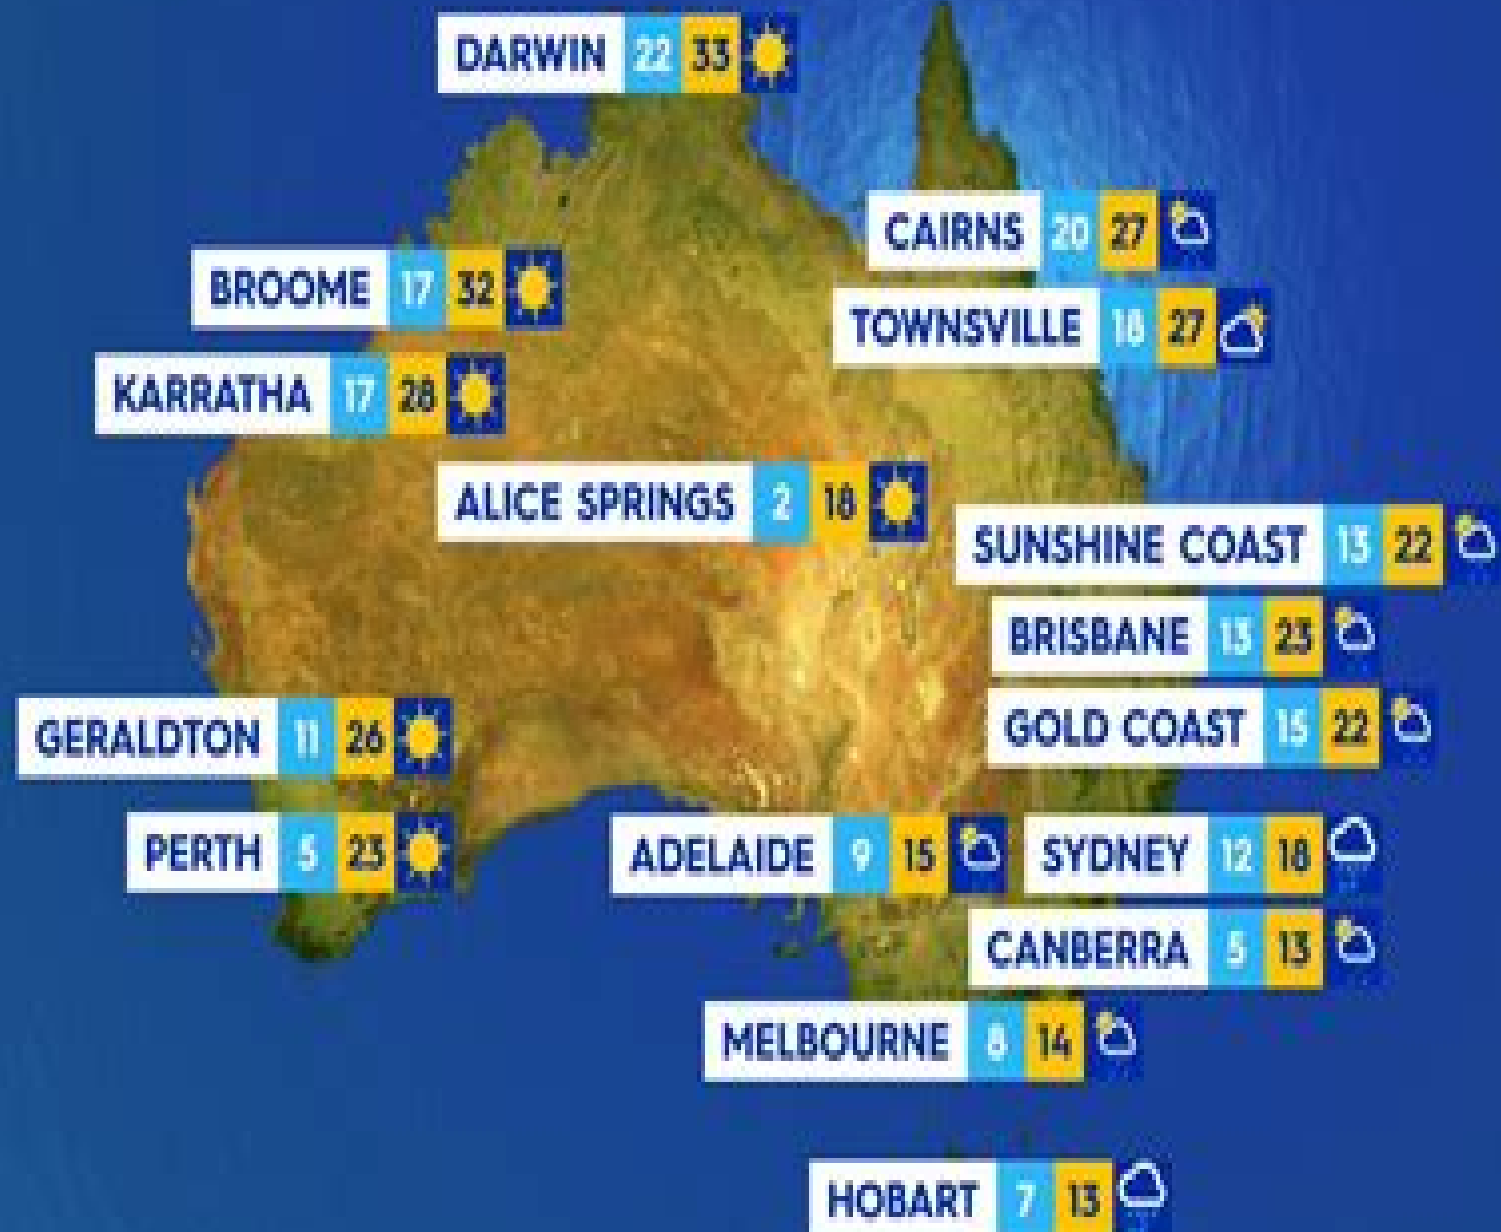 DARWIN 22 33
CAIRNS 20 27
BROOME 17 32
TOWNSVILLE 18 27
KARRATHA 17 28
ALICE SPRINGS 2 18
SUNSHINE COAST 13 22
BRISBANE 13 23
GOLD COAST 15 22
GERALDTON 11 26
PERTH 5 23
ADELAIDE 9 15
SYDNEY 12 18
CANBERRA 5 13
MELBOURNE 8 14
HOBART 7 13